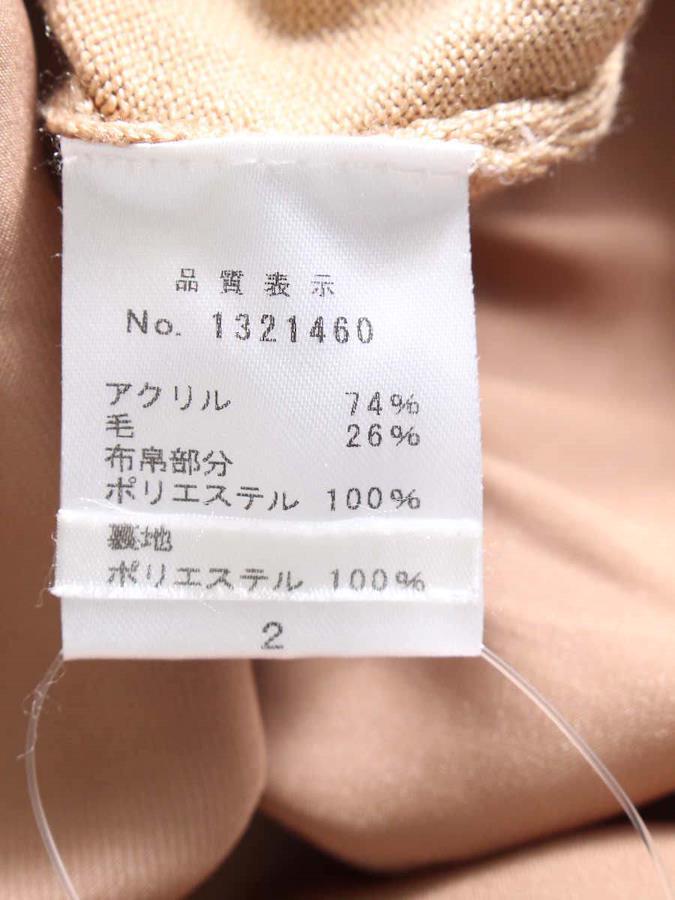 品質表示
No. 1321460
アクリル 74%
毛 26%
布帛部分
ポリエステル 100%
裏地
ポリエステル 100%
2